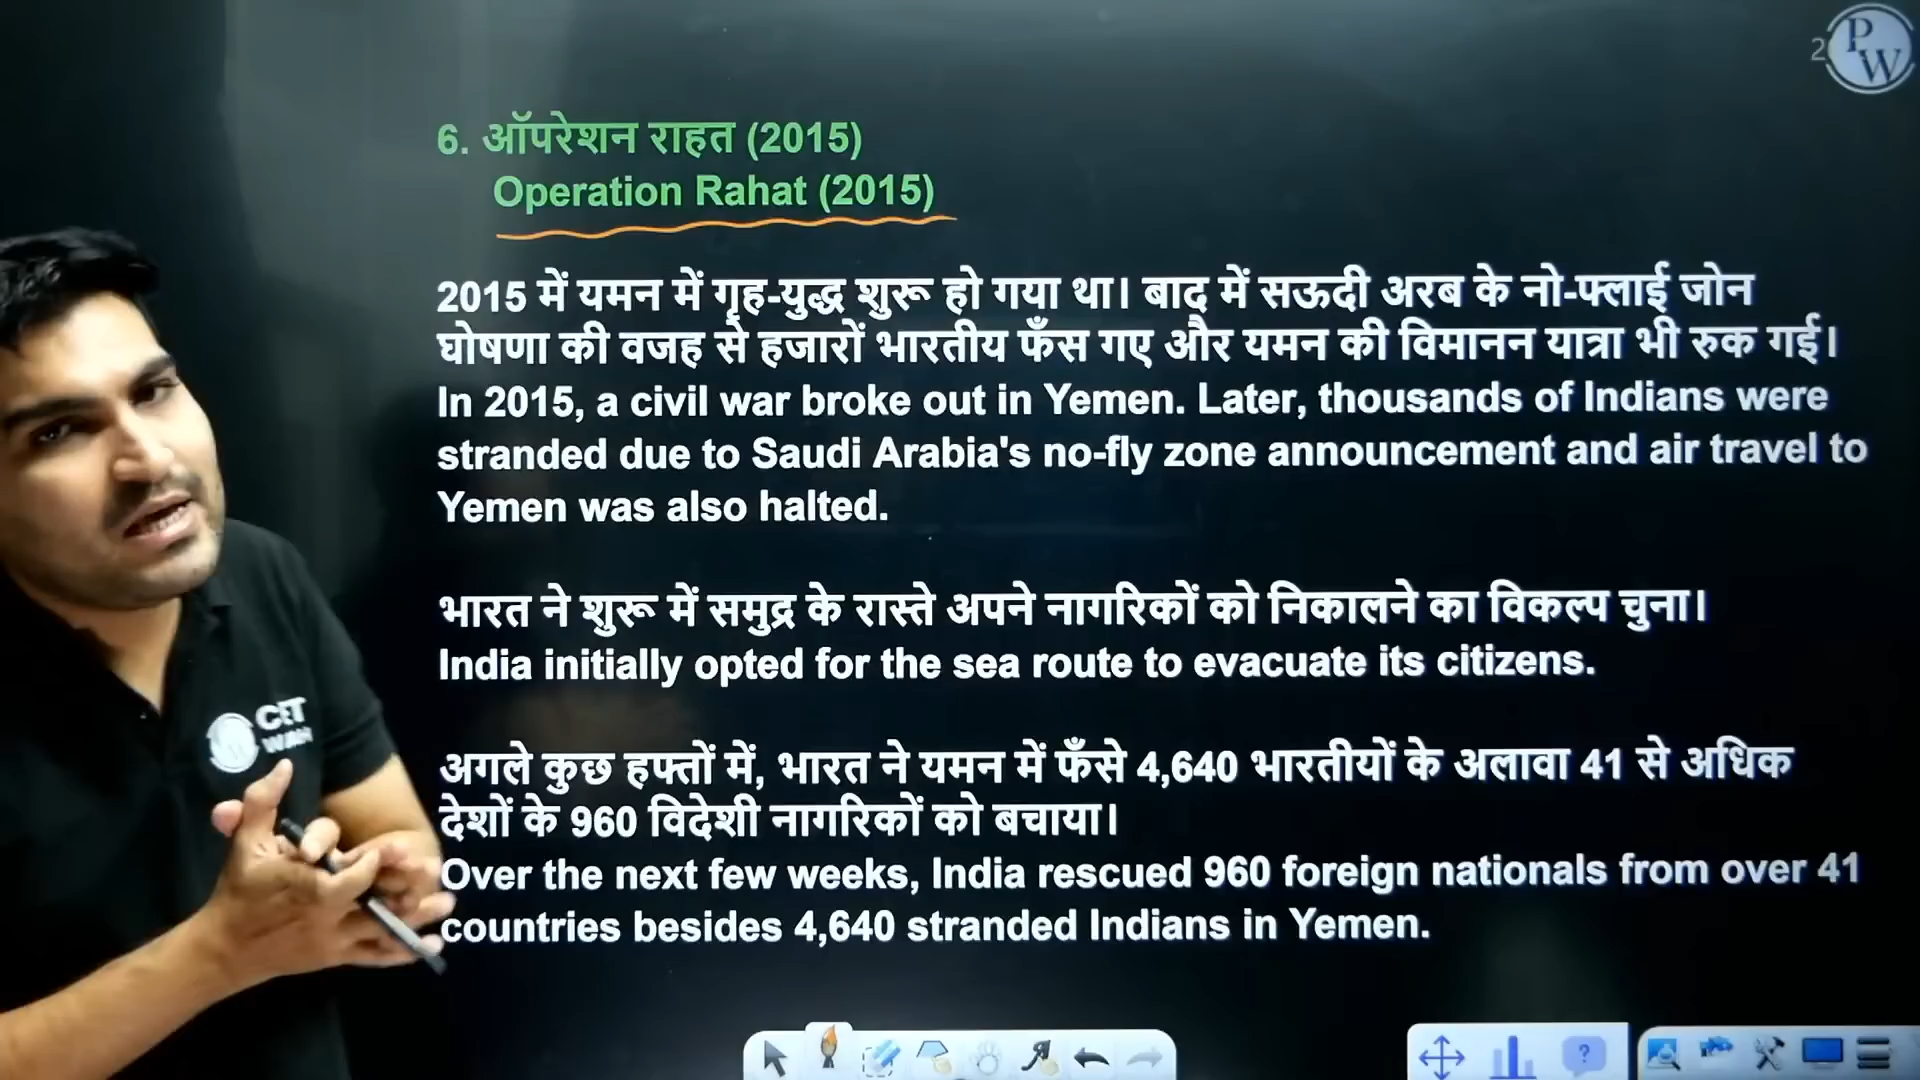 PW
2
6. ऑपरेशन राहत (2015)
Operation Rahat (2015)
2015 में यमन में गृह-युद्ध शुरू हो गया था। बाद में सऊदी अरब के नो-फ्लाई जोन
घोषणा की वजह से हजारों भारतीय फँस गए और यमन की विमानन यात्रा भी रुक गई।
In 2015, a civil war broke out in Yemen. Later, thousands of Indians were
stranded due to Saudi Arabia's no-fly zone announcement and air travel to
Yemen was also halted.
भारत ने शुरू में समुद्र के रास्ते अपने नागरिकों को निकालने का विकल्प चुना।
India initially opted for the sea route to evacuate its citizens.
अगले कुछ हफ्तों में, भारत ने यमन में फँसे 4,640 भारतीयों के अलावा 41 से अधिक
देशों के 960 विदेशी नागरिकों को बचाया।
Over the next few weeks, India rescued 960 foreign nationals from over 41
countries besides 4,640 stranded Indians in Yemen.
CET